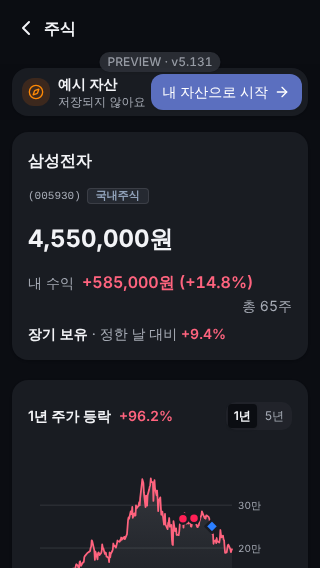 주식
PREVIEW · v5.131
예시 자산
저장되지 않아요
내 자산으로 시작 →
삼성전자
(005930) 국내주식
4,550,000원
내 수익 +585,000원 (+14.8%)
총 65주
장기 보유 · 정한 날 대비 +9.4%
1년 주가 등락 +96.2% 1년 5년
30만
20만